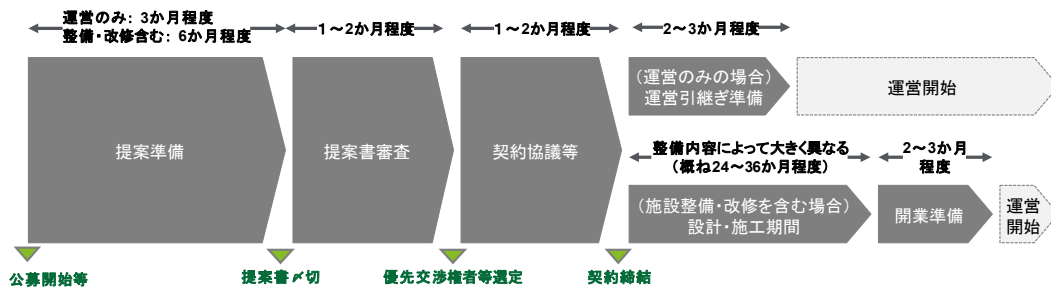 運営のみ: 3か月程度
整備・改修含む: 6か月程度
1～2か月程度
1～2か月程度
2～3か月程度
提案準備
提案書審査
契約協議等
（運営のみの場合）
運営引継ぎ準備
運営開始
整備内容によって大きく異なる
（概ね24～36か月程度）
2～3か月
程度
（施設整備・改修を含む場合）
設計・施工期間
開業準備
運営
開始
公募開始等
提案書〆切
優先交渉権者等選定
契約締結